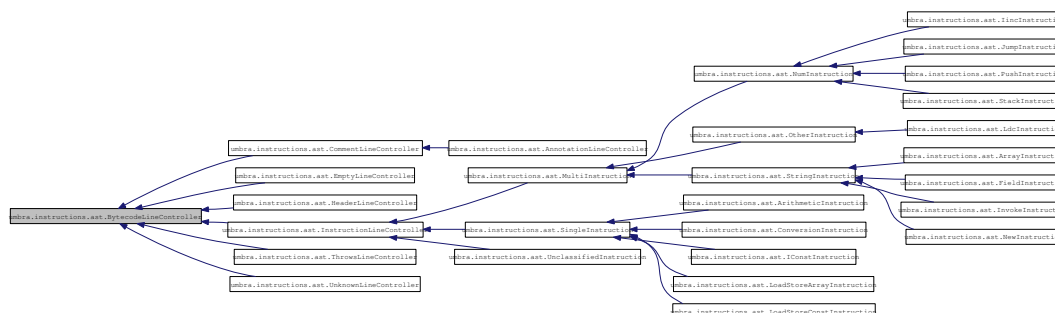 umbra.instructions.ast.IincInstructi
umbra.instructions.ast.JumpInstructi
umbra.instructions.ast.NumInstruction
umbra.instructions.ast.PushInstructi
umbra.instructions.ast.StackInstruct
umbra.instructions.ast.LdcInstructi
umbra.instructions.ast.OtherInstruction
umbra.instructions.ast.CommentLineController
umbra.instructions.ast.AnnotationLineController
umbra.instructions.ast.ArrayInstruct
umbra.instructions.ast.EmptyLineController
umbra.instructions.ast.MultiInstruction
umbra.instructions.ast.StringInstruction
umbra.instructions.ast.FieldInstruct
umbra.instructions.ast.HeaderLineController
umbra.instructions.ast.ArithmeticInstruction
umbra.instructions.ast.InvokeInstruct
umbra.instructions.ast.BytecodeLineController
umbra.instructions.ast.InstructionLineController
umbra.instructions.ast.SingleInstruction
umbra.instructions.ast.ConversionInstruction
umbra.instructions.ast.NewInstructi
umbra.instructions.ast.ThrowsLineController
umbra.instructions.ast.UnclassifiedInstruction
umbra.instructions.ast.IConstInstruction
umbra.instructions.ast.UnknownLineController
umbra.instructions.ast.LoadStoreArrayInstruction
umbra.instructions.ast.LoadStoreConstInstruction